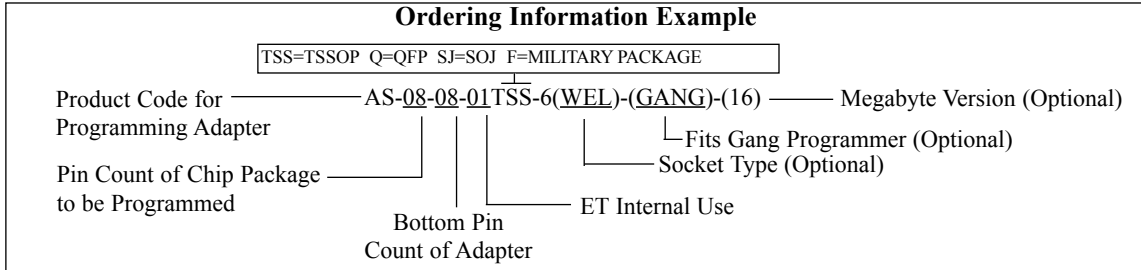 Ordering Information Example
TSS=TSSOP Q=QFP SJ=SOJ F=MILITARY PACKAGE
AS-08-08-01TSS-6(WEL)-(GANG)-(16)
Product Code for
Programming Adapter
Megabyte Version (Optional)
Fits Gang Programmer (Optional)
Socket Type (Optional)
Pin Count of Chip Package
to be Programmed
ET Internal Use
Bottom Pin
Count of Adapter